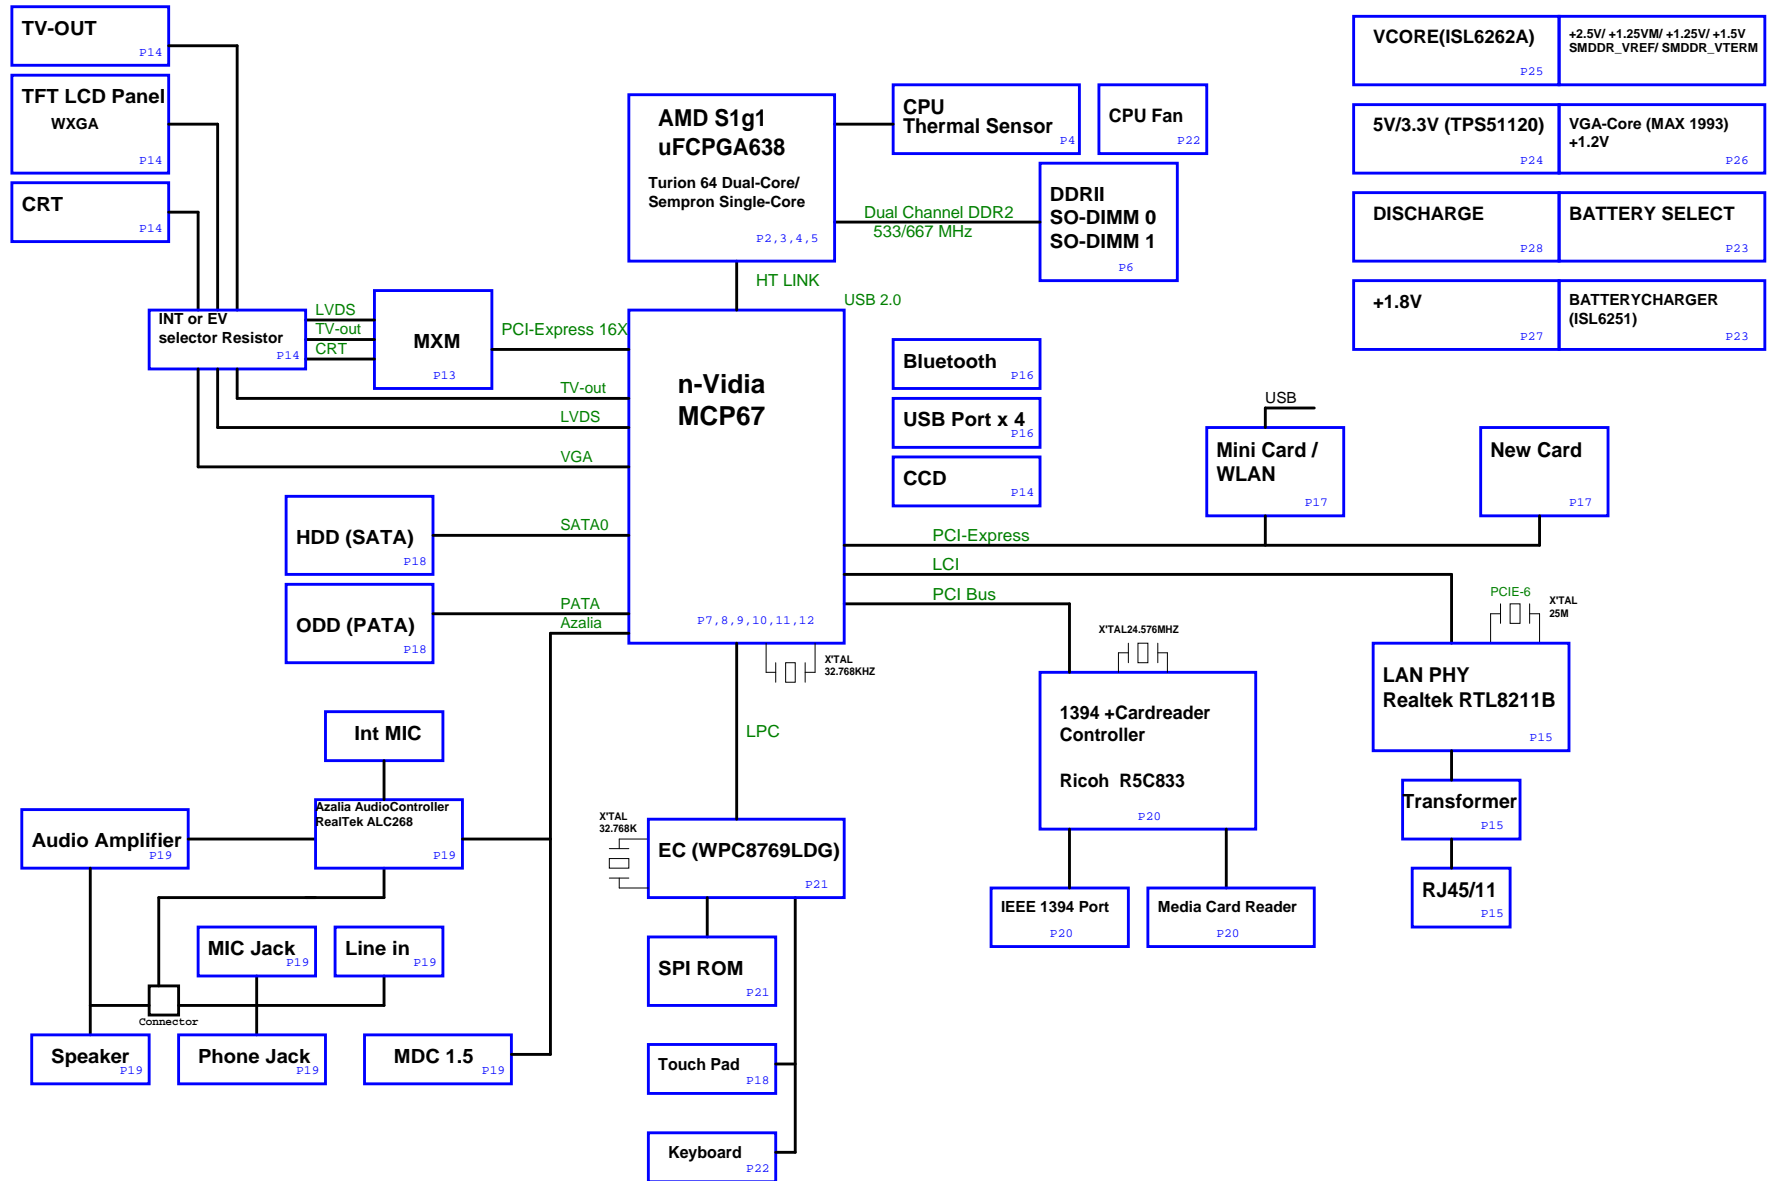 TV-OUT
P14
TFT LCD Panel
WXGA
P14
CRT
P14
AMD S1g1
uFCPGA638
Turion 64 Dual-Core/
Sempron Single-Core
P2,3,4,5
CPU
Thermal Sensor
P4
CPU Fan
P22
Dual Channel DDR2
533/667 MHz
DDRII
SO-DIMM 0
SO-DIMM 1
P6
VCORE(ISL6262A)
P25
+2.5V/ +1.25VM/ +1.25V/ +1.5V
SMDDR_VREF/ SMDDR_VTERM
5V/3.3V (TPS51120)
P24
VGA-Core (MAX 1993)
+1.2V
P26
DISCHARGE
P28
BATTERY SELECT
P23
+1.8V
P27
BATTERYCHARGER
(ISL6251)
P23
HT LINK
USB 2.0
INT or EV
selector Resistor
P14
LVDS
TV-out
CRT
MXM
P13
PCI-Express 16X
TV-out
LVDS
VGA
n-Vidia
MCP67
P7,8,9,10,11,12
Bluetooth
P16
USB Port x 4
P16
CCD
P14
USB
Mini Card /
WLAN
P17
New Card
P17
HDD (SATA)
P18
SATA0
ODD (PATA)
P18
PATA
Azalia
PCI-Express
LCI
PCI Bus
X'TAL
32.768KHZ
X'TAL24.576MHZ
PCIE-6
X'TAL
25M
LPC
1394 +Cardreader
Controller
Ricoh R5C833
P20
LAN PHY
Realtek RTL8211B
P15
Transformer
P15
RJ45/11
P15
IEEE 1394 Port
P20
Media Card Reader
P20
Int MIC
Azalia AudioController
RealTek ALC268
P19
Audio Amplifier
P19
X'TAL
32.768K
EC (WPC8769LDG)
P21
SPI ROM
P21
MIC Jack
P19
Line in
P19
Connector
Speaker
P19
Phone Jack
P19
MDC 1.5
P19
Touch Pad
P18
Keyboard
P22